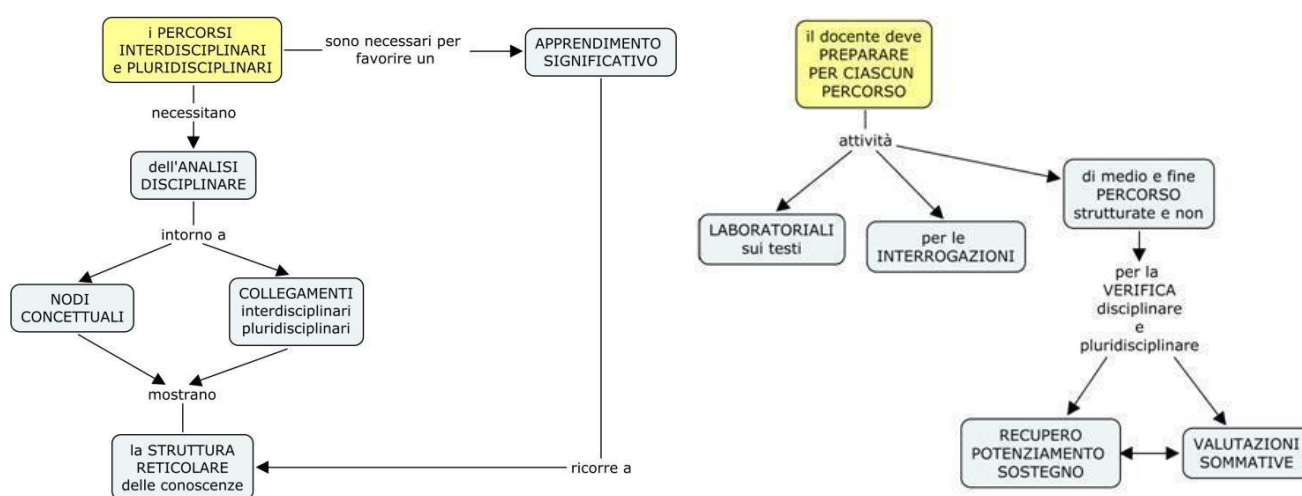 i PERCORSI
INTERDISCIPLINARI
e PLURIDISCIPLINARI
sono necessari per
favorire un
APPRENDIMENTO
SIGNIFICATIVO
necessitano
dell'ANALISI
DISCIPLINARE
intorno a
NODI
CONCETTUALI
COLLEGAMENTI
interdisciplinari
pluridisciplinari
mostrano
la STRUTTURA
RETICOLARE
delle conoscenze
ricorre a
il docente deve
PREPARARE
PER CIASCUN
PERCORSO
attività
LABORATORIALI
sui testi
per le
INTERROGAZIONI
di medio e fine
PERCORSO
strutturate e non
per la
VERIFICA
disciplinare
e
pluridisciplinare
RECUPERO
POTENZIAMENTO
SOSTEGNO
VALUTAZIONI
SOMMATIVE